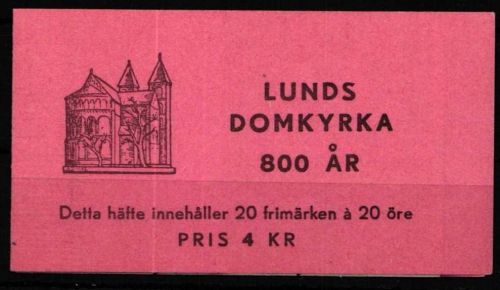 LUNDS
DOMKYRKA
800 ÅR
Detta häfte innehåller 20 frimärken à 20 öre
PRIS 4 KR